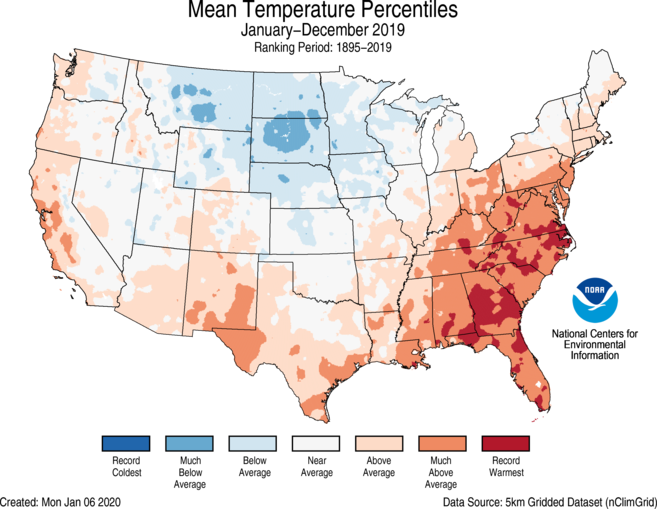 Mean Temperature Percentiles
January–December 2019
Ranking Period: 1895–2019
NOAA
National Centers for
Environmental
Information
Record
Coldest
Much
Below
Average
Below
Average
Near
Average
Above
Average
Much
Above
Average
Record
Warmest
Created: Mon Jan 06 2020
Data Source: 5km Gridded Dataset (nClimGrid)